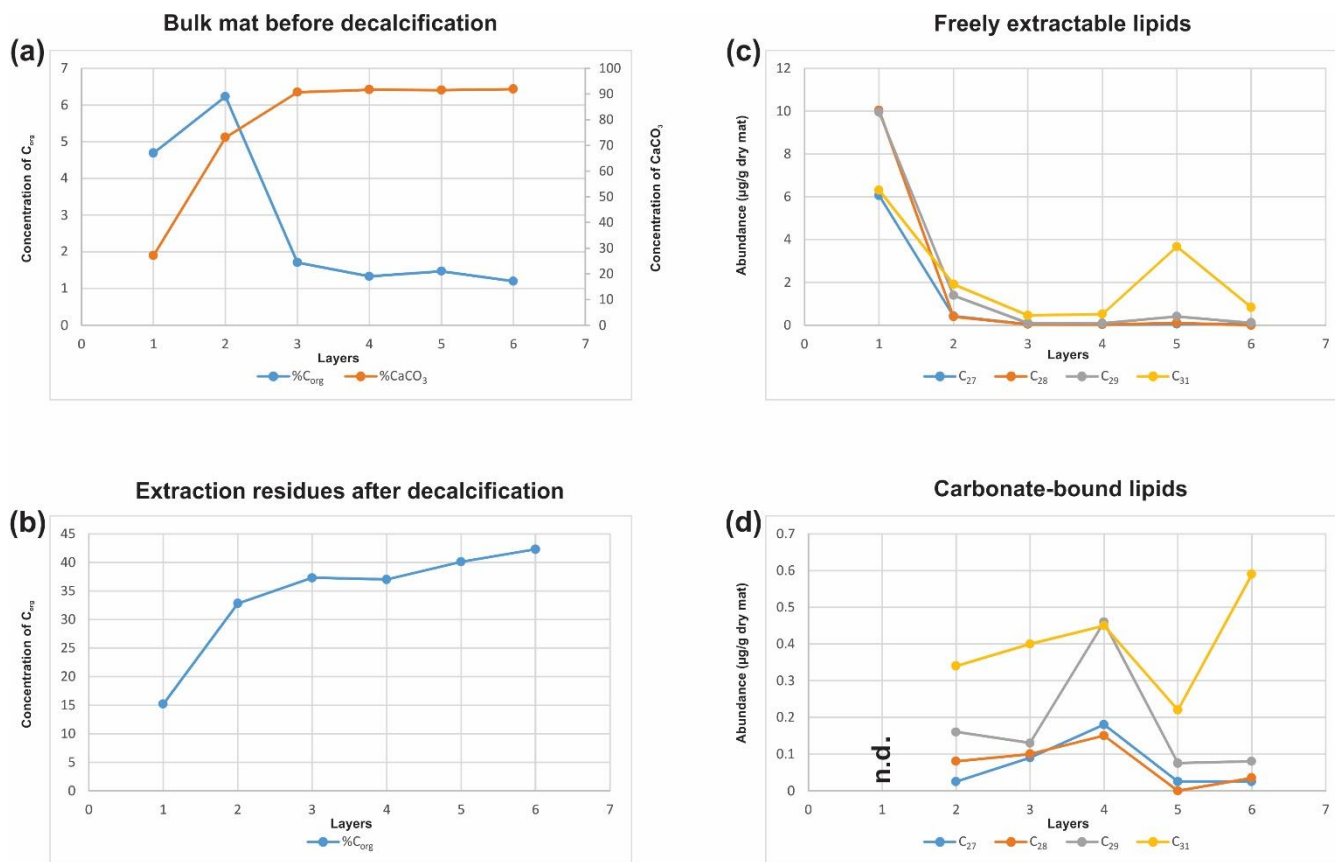 Bulk mat before decalcification
(a)
Concentration of Corg
7
6
5
4
3
2
1
0
100
90
80
70
60
50
40
30
20
10
0
Concentration of CaCO₃
0 1 2 3 4 5 6 7
Layers
%Corg %CaCO₃
Freely extractable lipids
(c)
Abundance (µg/g dry mat)
12
10
8
6
4
2
0
0 1 2 3 4 5 6 7
Layers
C₂₇ C₂₈ C₂₉ C₃₁
Extraction residues after decalcification
(b)
Concentration of Corg
45
40
35
30
25
20
15
10
5
0
0 1 2 3 4 5 6 7
Layers
%Corg
Carbonate-bound lipids
(d)
Abundance (µg/g dry mat)
0.7
0.6
0.5
0.4
0.3
0.2
0.1
0
n.d.
0 1 2 3 4 5 6 7
Layers
C₂₇ C₂₈ C₂₉ C₃₁